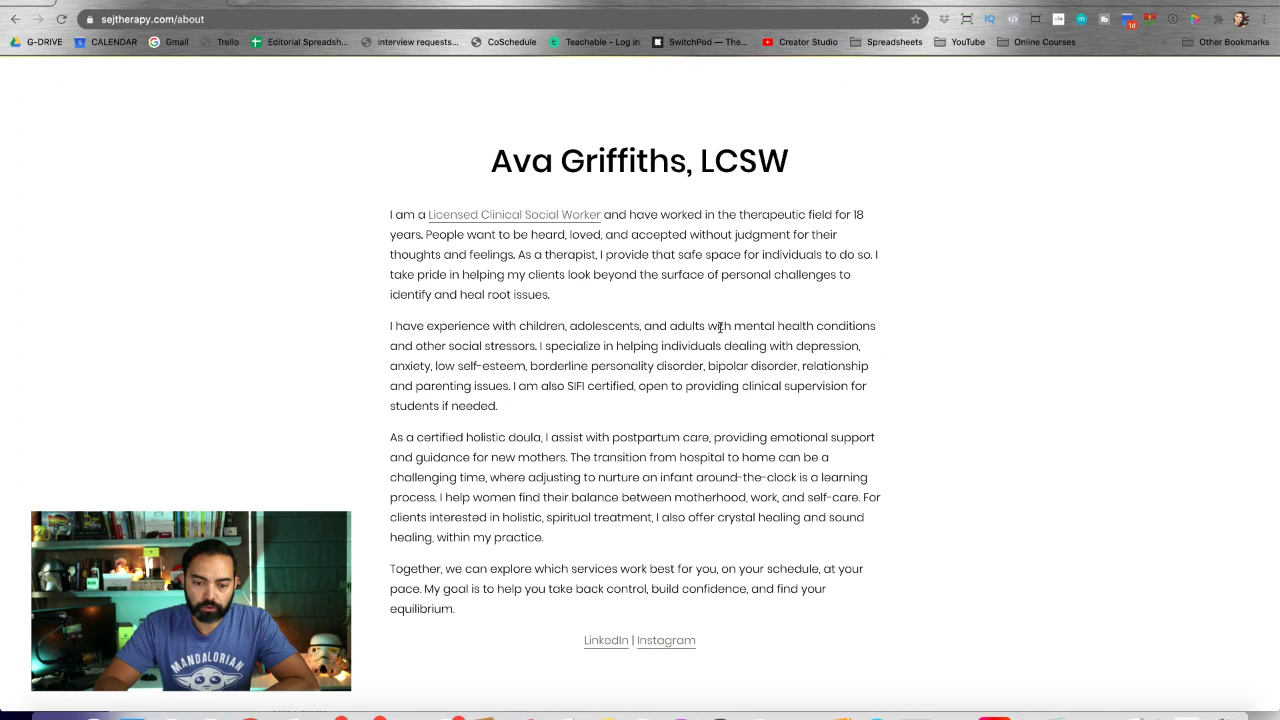 sejtherapy.com/about
G-DRIVE CALENDAR Gmail Trello Editorial Spreadsh... interview requests... CoSchedule Teachable - Log in SwitchPod — The... Creator Studio Spreadsheets YouTube Online Courses Other Bookmarks
Ava Griffiths, LCSW
I am a Licensed Clinical Social Worker and have worked in the therapeutic field for 18
years. People want to be heard, loved, and accepted without judgment for their
thoughts and feelings. As a therapist, I provide that safe space for individuals to do so. I
take pride in helping my clients look beyond the surface of personal challenges to
identify and heal root issues.
I have experience with children, adolescents, and adults with mental health conditions
and other social stressors. I specialize in helping individuals dealing with depression,
anxiety, low self-esteem, borderline personality disorder, bipolar disorder, relationship
and parenting issues. I am also SIFI certified, open to providing clinical supervision for
students if needed.
As a certified holistic doula, I assist with postpartum care, providing emotional support
and guidance for new mothers. The transition from hospital to home can be a
challenging time, where adjusting to nurture an infant around-the-clock is a learning
process. I help women find their balance between motherhood, work, and self-care. For
clients interested in holistic, spiritual treatment, I also offer crystal healing and sound
healing, within my practice.
Together, we can explore which services work best for you, on your schedule, at your
pace. My goal is to help you take back control, build confidence, and find your
equilibrium.
LinkedIn | Instagram
MANDALORIAN